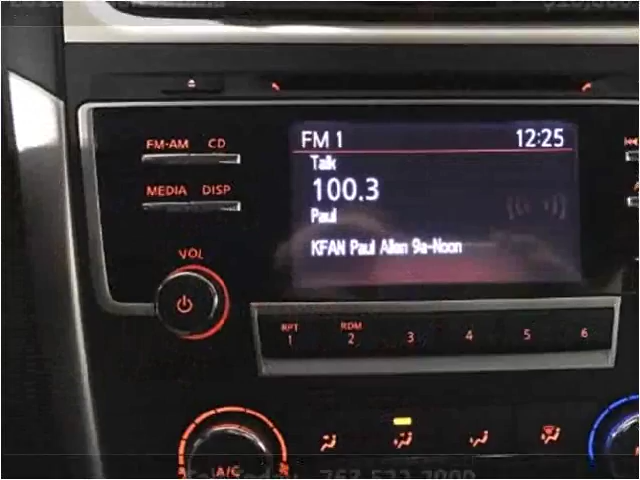 FM-AM CD
FM 1 12:25
Talk
MEDIA DISP
100.3
Paul
KFAN Paul Allan 9a-Noon
VOL
RPT RDM
1 2 3 4 5 6
A/C